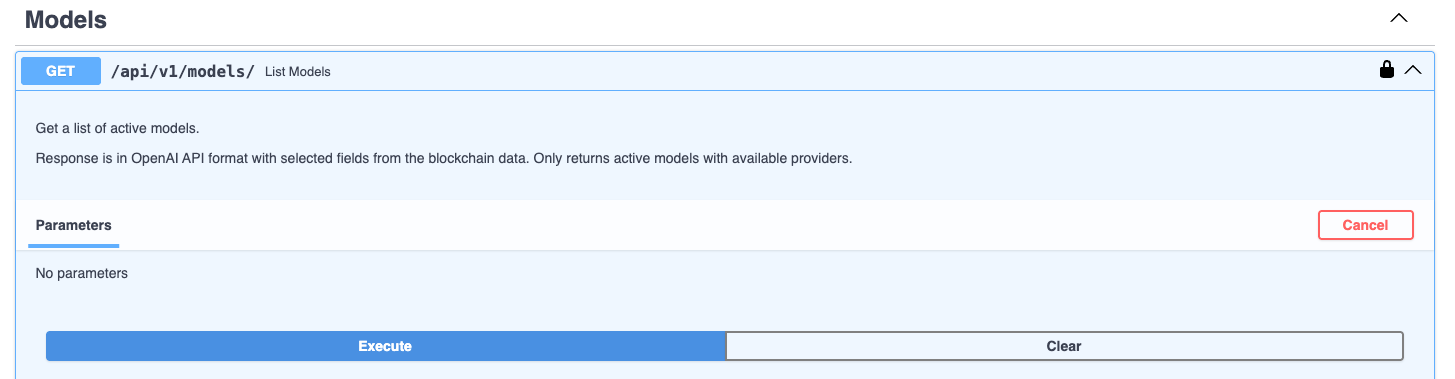 Models
GET /api/v1/models/ List Models
Get a list of active models.
Response is in OpenAI API format with selected fields from the blockchain data. Only returns active models with available providers.
Parameters Cancel
No parameters
Execute Clear